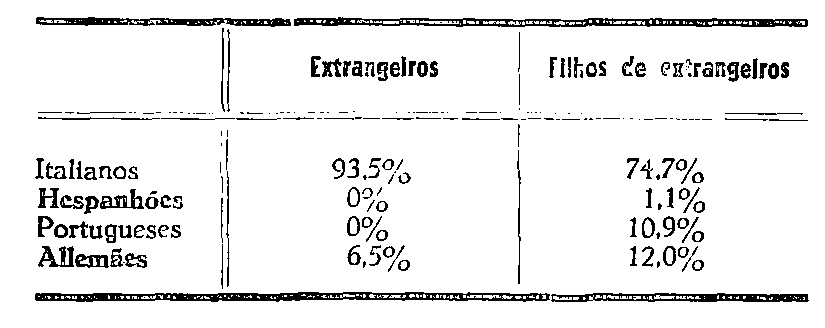 Extrangeiros Filhos de extrangeiros
Italianos 93,5% 74,7%
Hespanhóes 0% 1,1%
Portugueses 0% 10,9%
Allemães 6,5% 12,0%